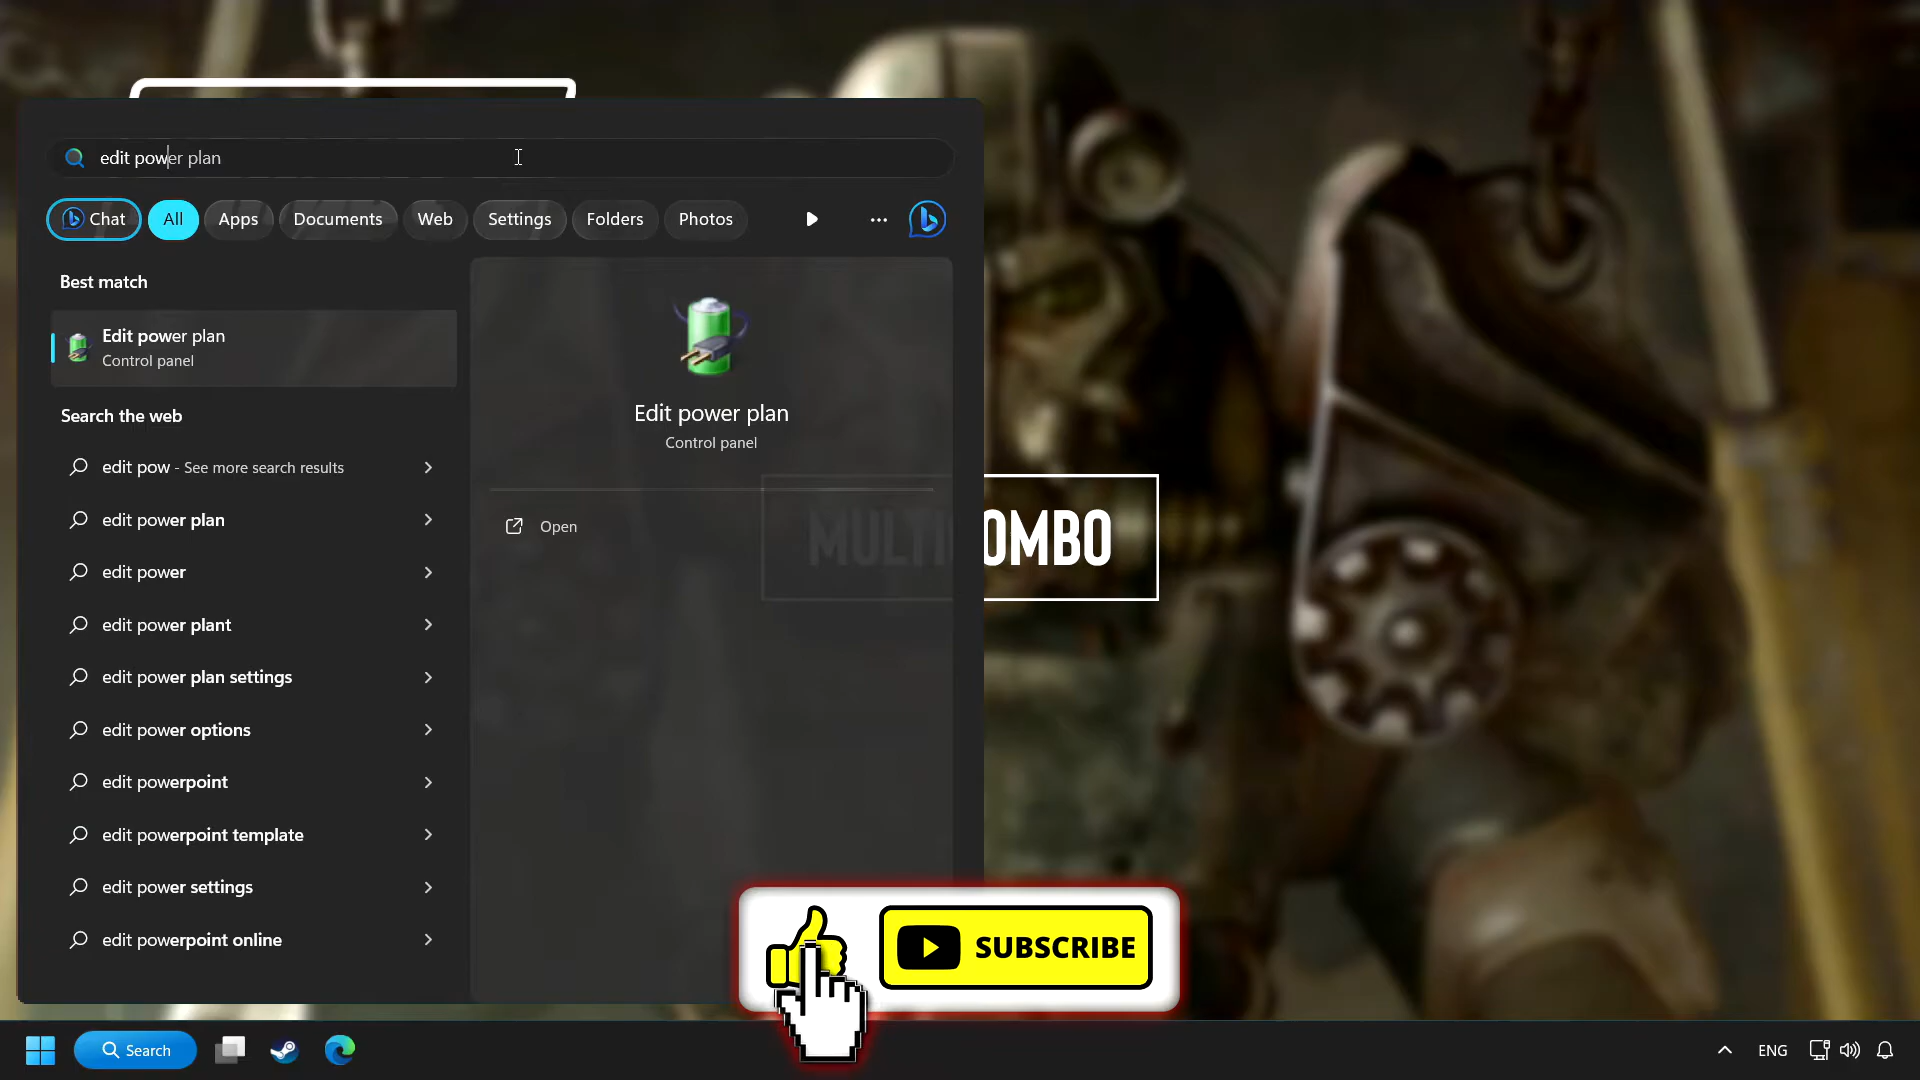 edit power plan
Chat
All
Apps
Documents
Web
Settings
Folders
Photos
Best match
Edit power plan
Control panel
Search the web
edit pow - See more search results
edit power plan
edit power
edit power plant
edit power plan settings
edit power options
edit powerpoint
edit powerpoint template
edit power settings
edit powerpoint online
Edit power plan
Control panel
Open
MULTI OMBO
SUBSCRIBE
Search
ENG